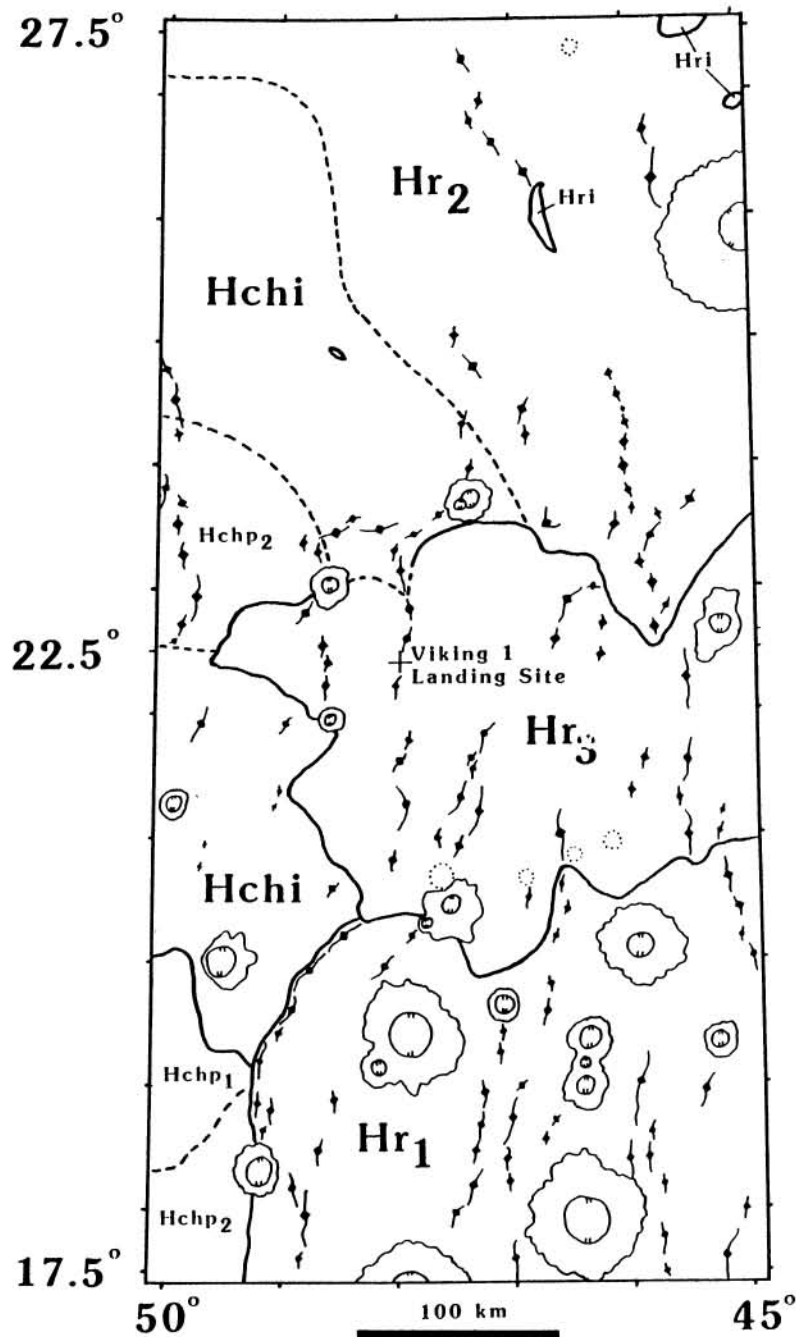 27.5°
Hri
Hr2
Hri
Hchi
Hchp2
22.5°
Viking 1
Landing Site
Hr3
Hchi
Hchp1
Hr1
Hchp2
17.5°
50°
100 km
45°